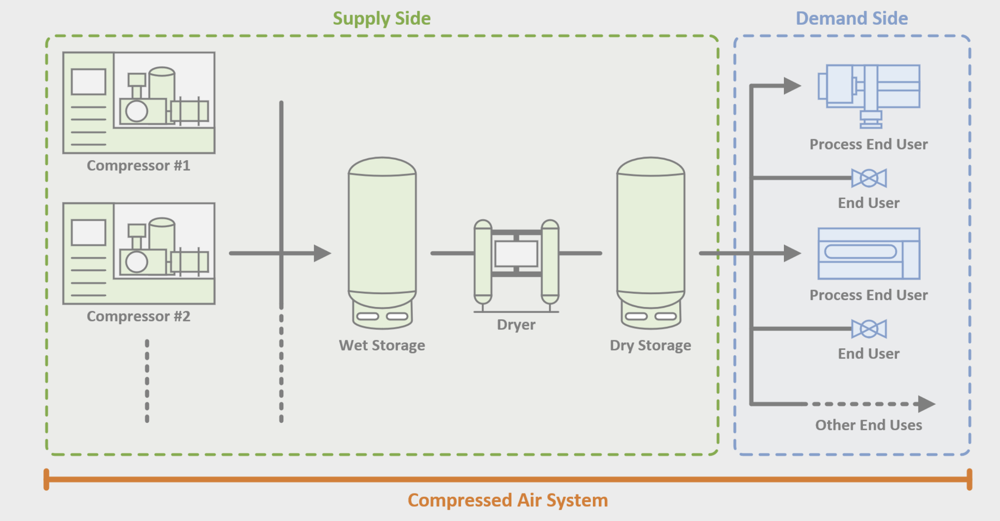 Supply Side
Demand Side
Compressor #1
Compressor #2
Wet Storage
Dryer
Dry Storage
Process End User
End User
Process End User
End User
Other End Uses
Compressed Air System